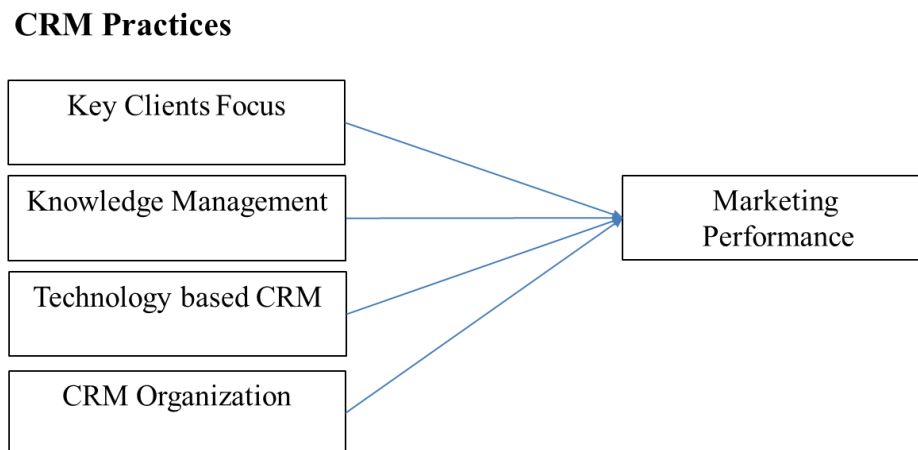 CRM Practices
Key Clients Focus
Knowledge Management
Technology based CRM
CRM Organization
Marketing
Performance